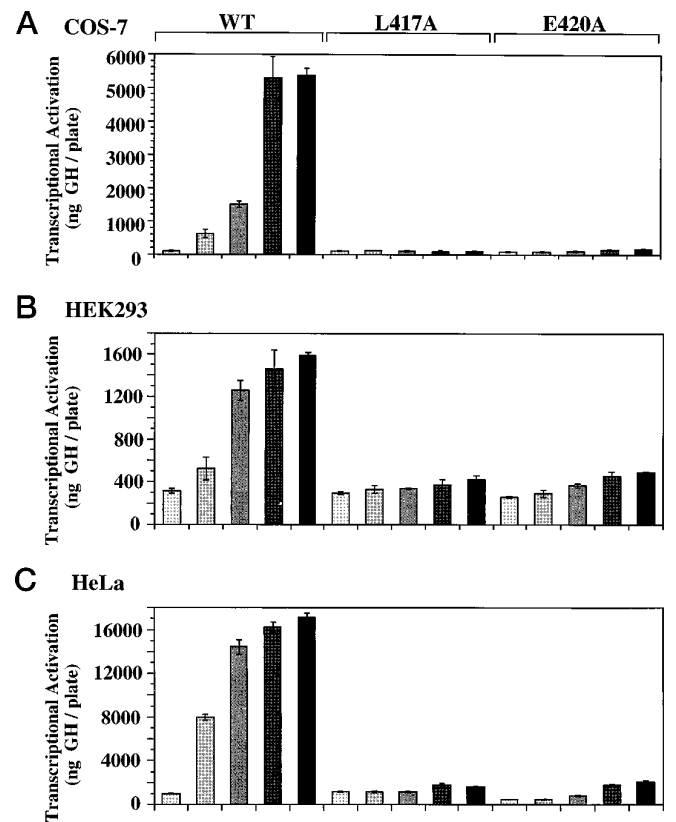 A COS-7 WT L417A E420A
Transcriptional Activation
(ng GH / plate)
6000
5000
4000
3000
2000
1000
0
B HEK293
Transcriptional Activation
(ng GH / plate)
1600
1200
800
400
0
C HeLa
Transcriptional Activation
(ng GH / plate)
16000
12000
8000
4000
0